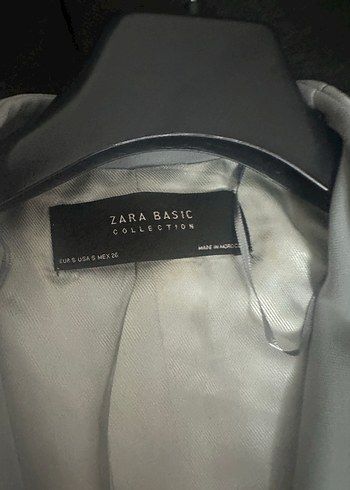 ZARA BASIC
COLLECTION
EUR S USA S MEX 26
MADE IN MOROCCO